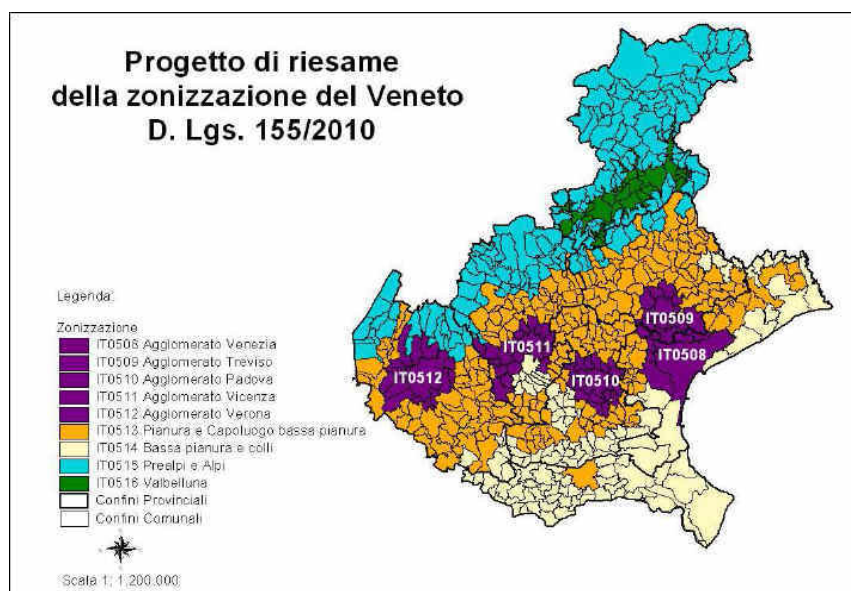 Progetto di riesame
della zonizzazione del Veneto
D. Lgs. 155/2010
Legenda:
Zonizzazione
IT0508 Agglomerato Venezia
IT0509 Agglomerato Treviso
IT0510 Agglomerato Padova
IT0511 Agglomerato Vicenza
IT0512 Agglomerato Verona
IT0513 Pianura e Capoluogo bassa pianura
IT0514 Bassa pianura e colli
IT0515 Prealpi e Alpi
IT0516 Valbelluna
Confini Provinciali
Confini Comunali
Scala 1: 1.200.000
IT0509
IT0511
IT0508
IT0512
IT0510